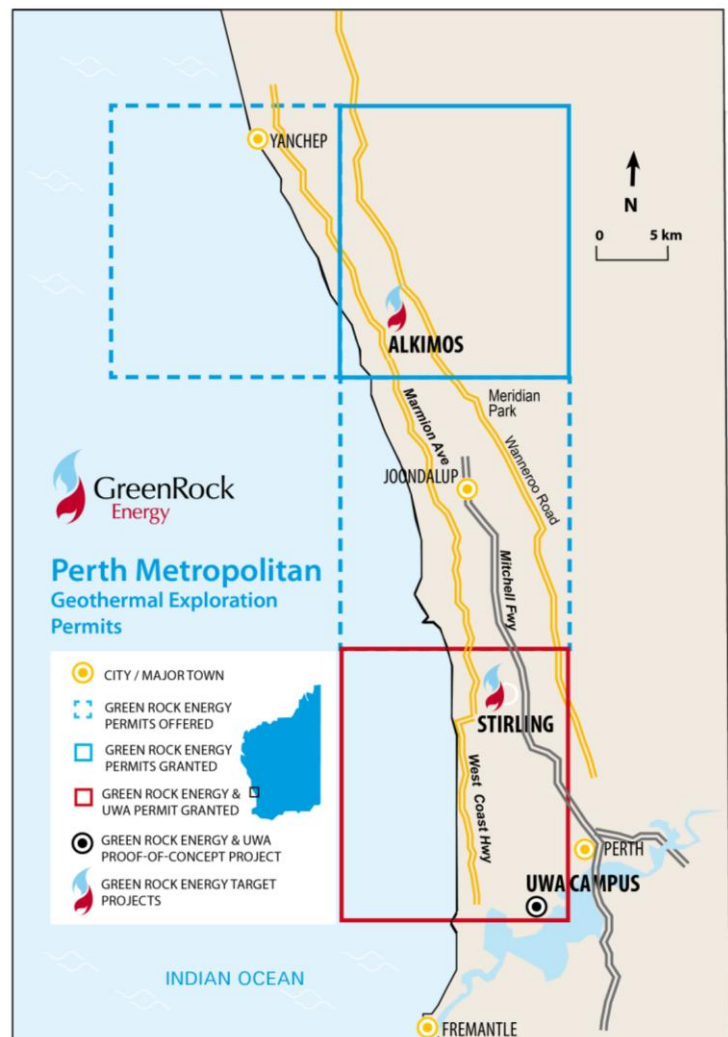 YANCHEP
N
0 5 km
ALKIMOS
Meridian
Park
Marmion Ave
Wanneroo Road
JOONDALUP
GreenRock
Energy
Mitchell Fwy
Perth Metropolitan
Geothermal Exploration
Permits
CITY / MAJOR TOWN
GREEN ROCK ENERGY
PERMITS OFFERED
GREEN ROCK ENERGY
PERMITS GRANTED
GREEN ROCK ENERGY &
UWA PERMIT GRANTED
GREEN ROCK ENERGY & UWA
PROOF-OF-CONCEPT PROJECT
GREEN ROCK ENERGY TARGET
PROJECTS
STIRLING
West Coast Hwy
PERTH
UWA CAMPUS
INDIAN OCEAN
FREMANTLE